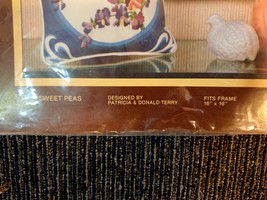 SWEET PEAS
DESIGNED BY
PATRICIA & DONALD TERRY
FITS FRAME
16" x 16"